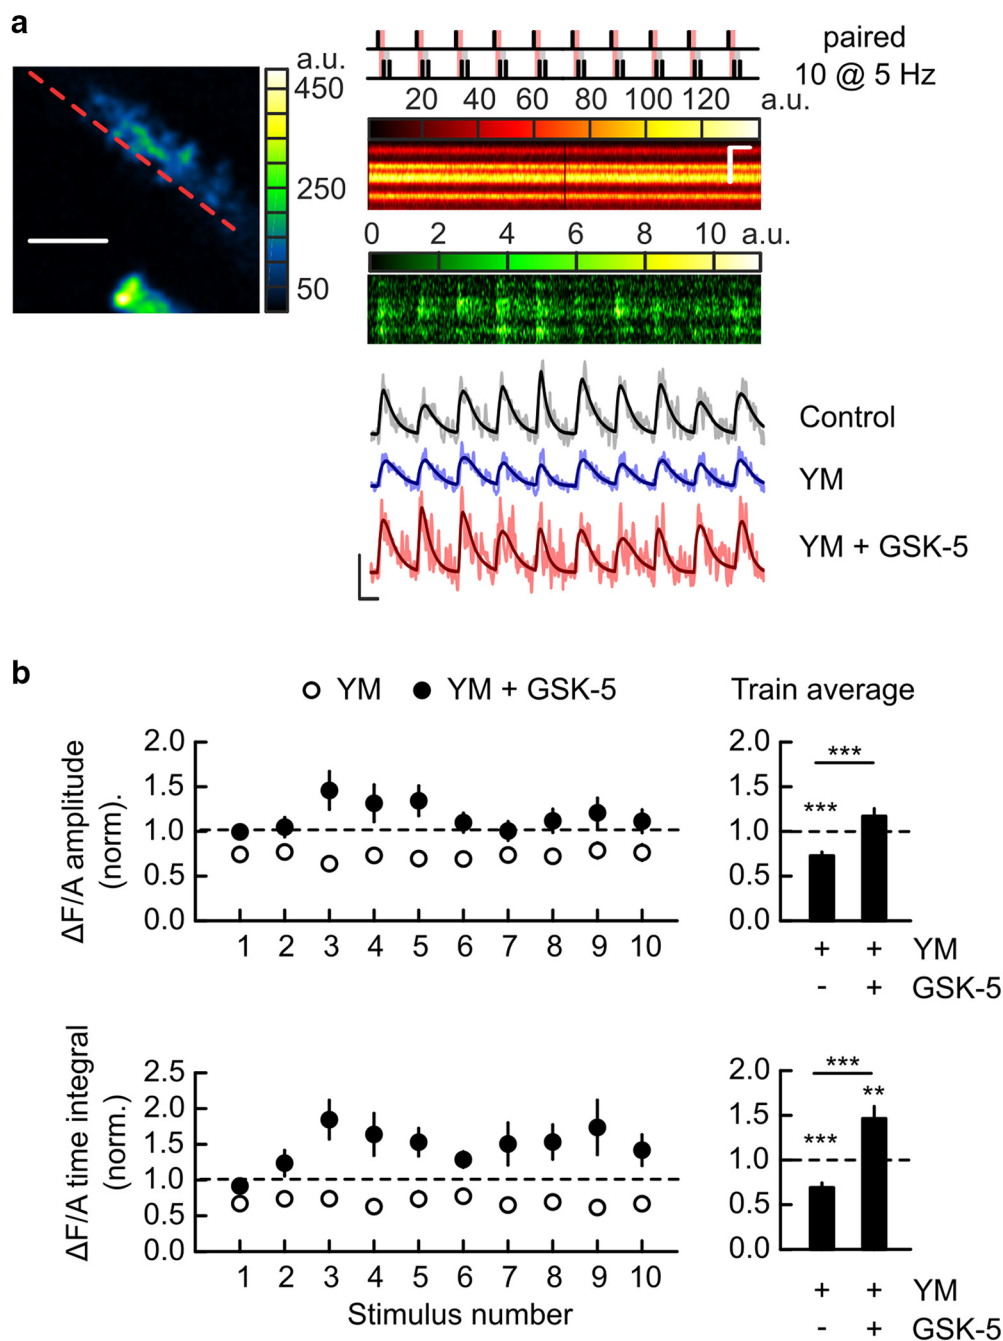 a
a.u.
450
250
50
paired
10 @ 5 Hz
20 40 60 80 100 120 a.u.
0 2 4 6 8 10 a.u.
Control
YM
YM + GSK-5
b
YM YM + GSK-5
Train average
ΔF/A amplitude
(norm).
2.0
1.5
1.0
0.5
0.0
1 2 3 4 5 6 7 8 9 10
2.0
1.5
1.0
0.5
0.0
***
***
+ + YM
- + GSK-5
ΔF/A time integral
(norm.)
2.5
2.0
1.5
1.0
0.5
0.0
1 2 3 4 5 6 7 8 9 10
Stimulus number
2.0
1.5
1.0
0.5
0.0
***
**
***
+ + YM
- + GSK-5